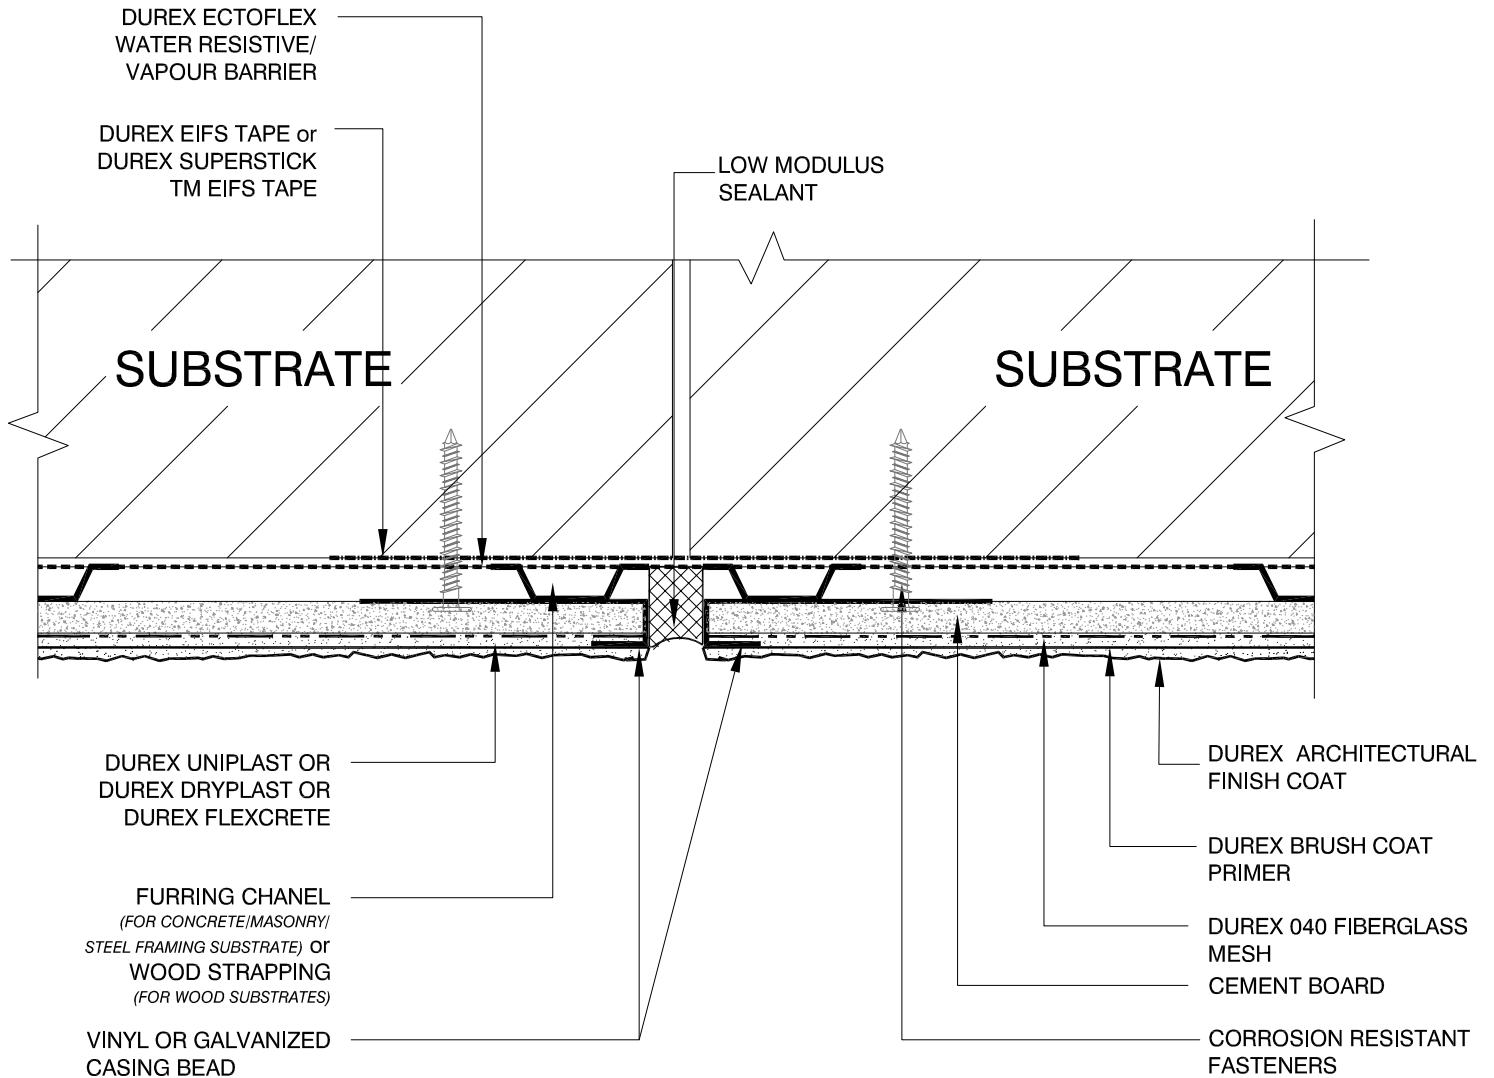 DUREX ECTOFLEX
WATER RESISTIVE/
VAPOUR BARRIER
DUREX EIFS TAPE or
DUREX SUPERSTICK
TM EIFS TAPE
LOW MODULUS
SEALANT
SUBSTRATE
SUBSTRATE
DUREX UNIPLAST OR
DUREX DRYPLAST OR
DUREX FLEXCRETE
FURRING CHANEL
(FOR CONCRETE/MASONRY/
STEEL FRAMING SUBSTRATE) or
WOOD STRAPPING
(FOR WOOD SUBSTRATES)
VINYL OR GALVANIZED
CASING BEAD
DUREX ARCHITECTURAL
FINISH COAT
DUREX BRUSH COAT
PRIMER
DUREX 040 FIBERGLASS
MESH
CEMENT BOARD
CORROSION RESISTANT
FASTENERS